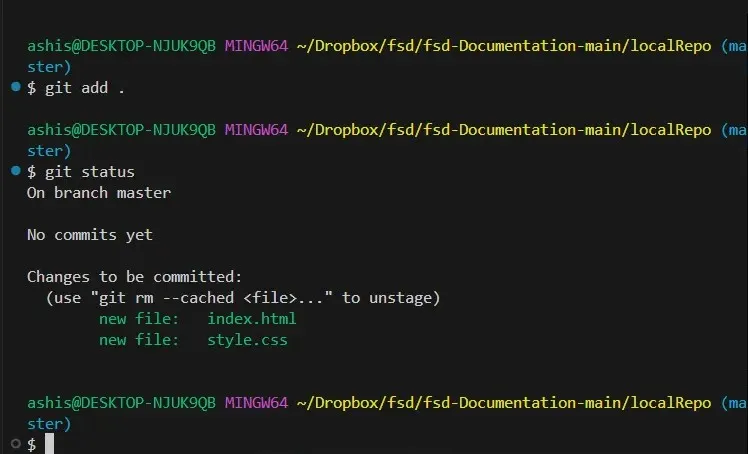 ashis@DESKTOP-NJUK9QB MINGW64 ~/Dropbox/fsd/fsd-Documentation-main/localRepo (ma
ster)
$ git add .
ashis@DESKTOP-NJUK9QB MINGW64 ~/Dropbox/fsd/fsd-Documentation-main/localRepo (ma
ster)
$ git status
On branch master
No commits yet
Changes to be committed:
  (use "git rm --cached <file>..." to unstage)
        new file:   index.html
        new file:   style.css
ashis@DESKTOP-NJUK9QB MINGW64 ~/Dropbox/fsd/fsd-Documentation-main/localRepo (ma
ster)
$